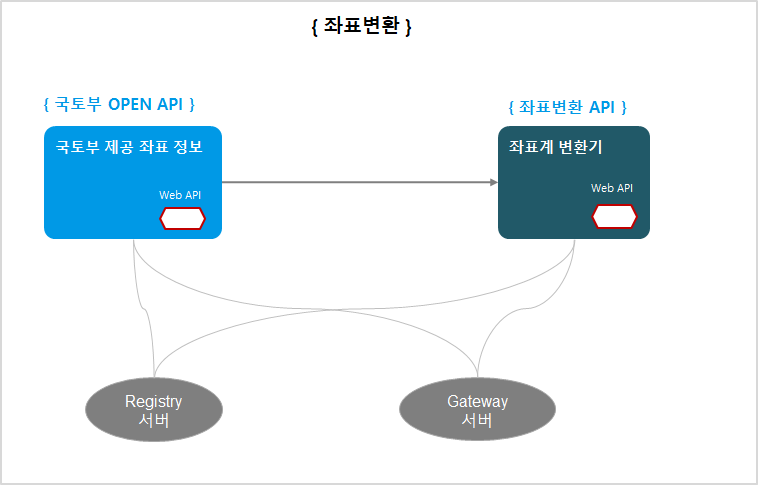 { 좌표변환 }
{ 국토부 OPEN API }
{ 좌표변환 API }
국토부 제공 좌표 정보
좌표계 변환기
Web API
Web API
Registry
서버
Gateway
서버